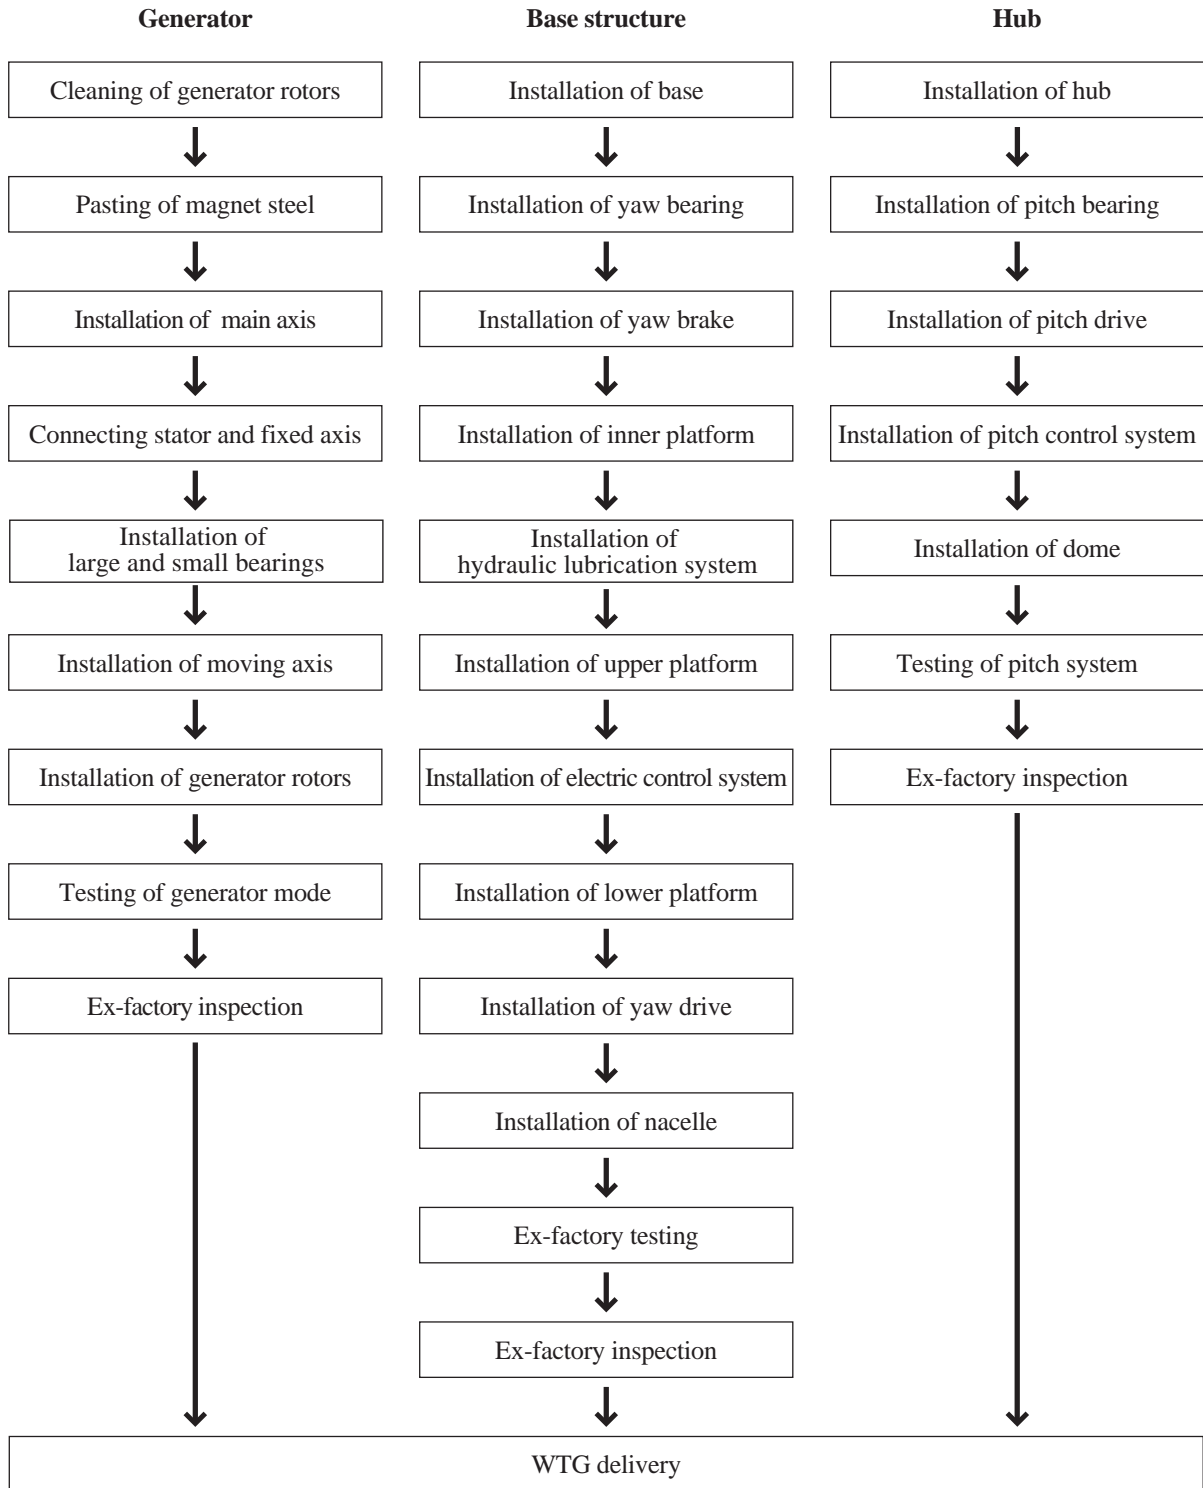 Generator
Cleaning of generator rotors
Pasting of magnet steel
Installation of main axis
Connecting stator and fixed axis
Installation of
large and small bearings
Installation of moving axis
Installation of generator rotors
Testing of generator mode
Ex-factory inspection
Base structure
Installation of base
Installation of yaw bearing
Installation of yaw brake
Installation of inner platform
Installation of
hydraulic lubrication system
Installation of upper platform
Installation of electric control system
Installation of lower platform
Installation of yaw drive
Installation of nacelle
Ex-factory testing
Ex-factory inspection
Hub
Installation of hub
Installation of pitch bearing
Installation of pitch drive
Installation of pitch control system
Installation of dome
Testing of pitch system
Ex-factory inspection
WTG delivery